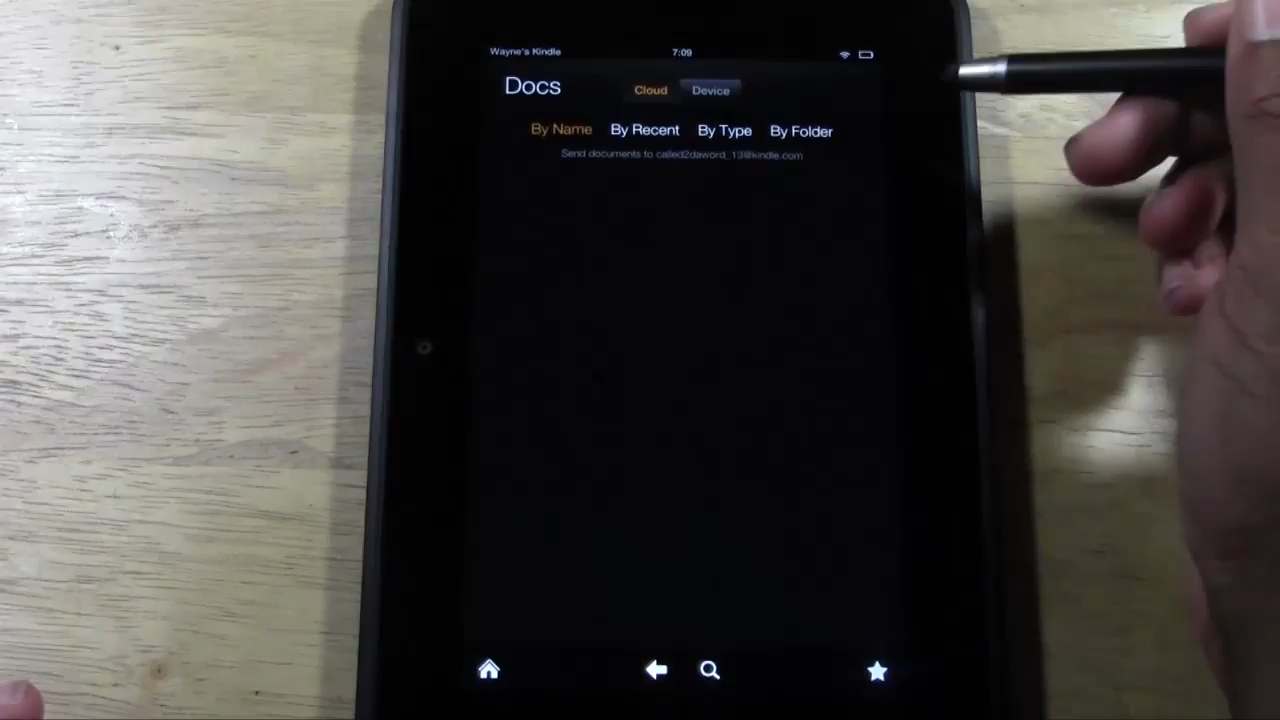 Wayne's Kindle 7:09
Docs Cloud Device
By Name By Recent By Type By Folder
Send documents to called2daword_13@kindle.com